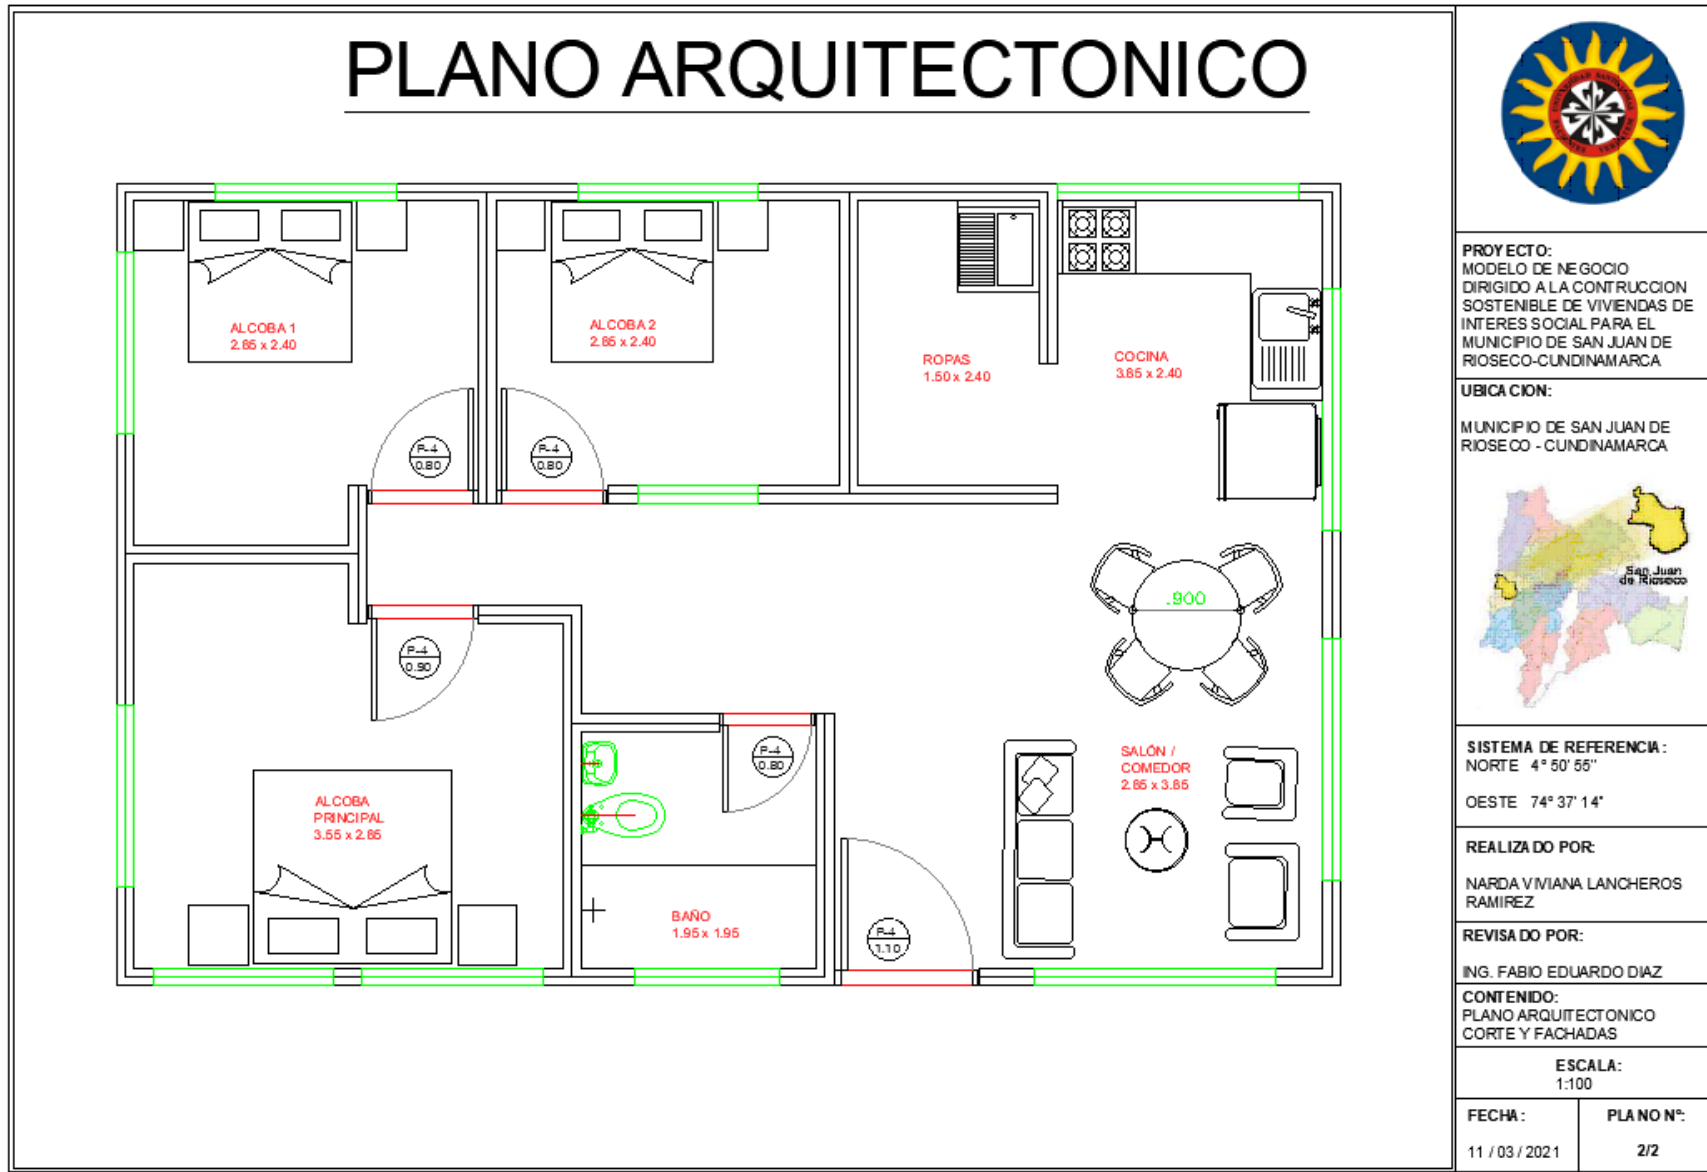 PLANO ARQUITECTONICO
ALCOBA 1
2.85 x 2.40
ALCOBA 2
2.85 x 2.40
ROPAS
1.50 x 2.40
COCINA
3.85 x 2.40
P-4
0.80
P-4
0.80
.900
P-4
0.90
P-4
0.80
SALÓN /
COMEDOR
2.85 x 3.85
ALCOBA
PRINCIPAL
3.55 x 2.85
BAÑO
1.95 x 1.95
P-4
1.10
PROYECTO:
MODELO DE NEGOCIO
DIRIGIDO A LA CONTRUCCION
SOSTENIBLE DE VIVIENDAS DE
INTERES SOCIAL PARA EL
MUNICIPIO DE SAN JUAN DE
RIOSECO-CUNDINAMARCA
UBICACION:
MUNICIPIO DE SAN JUAN DE
RIOSECO - CUNDINAMARCA
San Juan
de Rioseco
SISTEMA DE REFERENCIA:
NORTE 4° 50' 55''
OESTE 74° 37' 14"
REALIZADO POR:
NARDA VIVIANA LANCHEROS
RAMIREZ
REVISADO POR:
ING. FABIO EDUARDO DIAZ
CONTENIDO:
PLANO ARQUITECTONICO
CORTE Y FACHADAS
ESCALA:
1:100
FECHA:
11 / 03 / 2021
PLANO N°:
2/2